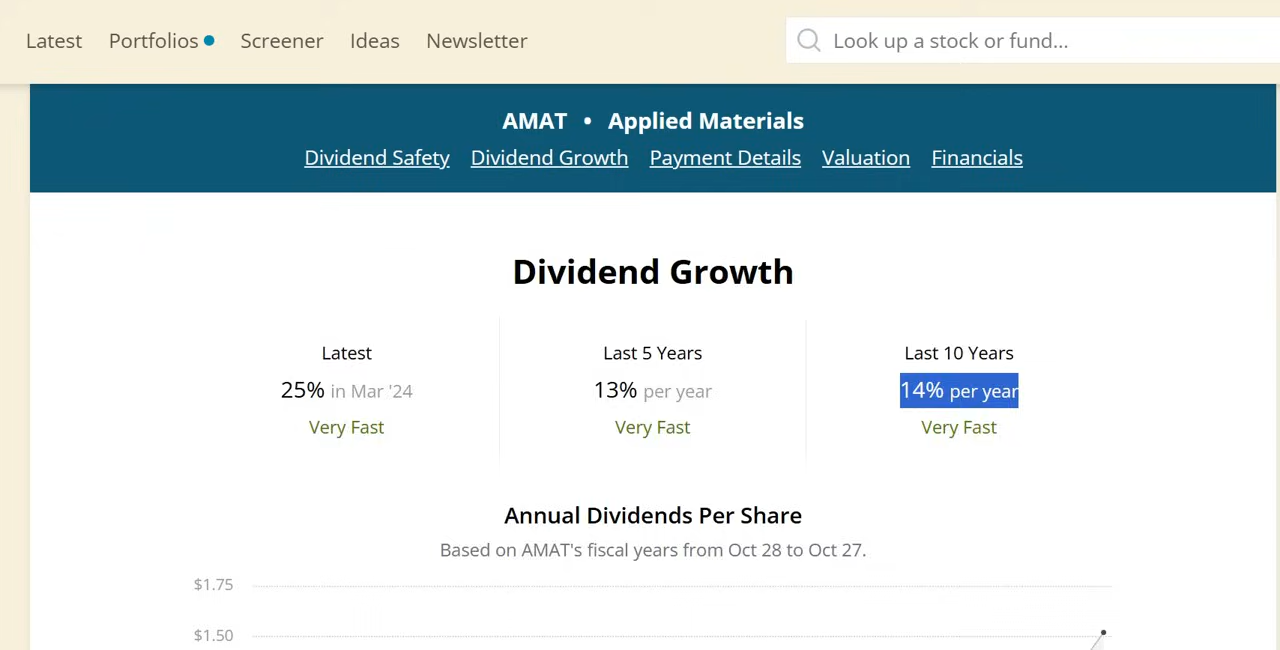 Latest Portfolios Screener Ideas Newsletter Look up a stock or fund...
AMAT • Applied Materials
Dividend Safety Dividend Growth Payment Details Valuation Financials
Dividend Growth
Latest Last 5 Years Last 10 Years
25% in Mar '24 13% per year 14% per year
Very Fast Very Fast Very Fast
Annual Dividends Per Share
Based on AMAT's fiscal years from Oct 28 to Oct 27.
$1.75
$1.50